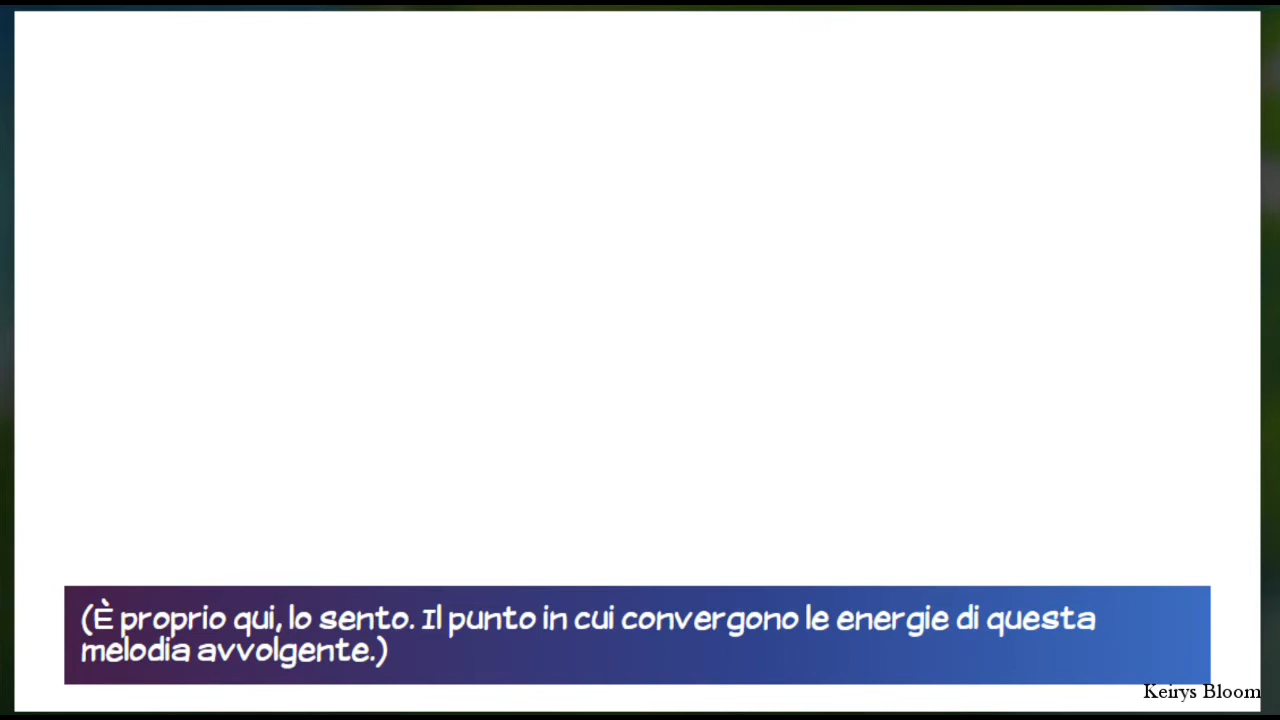 (È proprio qui, lo sento. Il punto in cui convergono le energie di questa
melodia avvolgente.)
Keirys Bloom